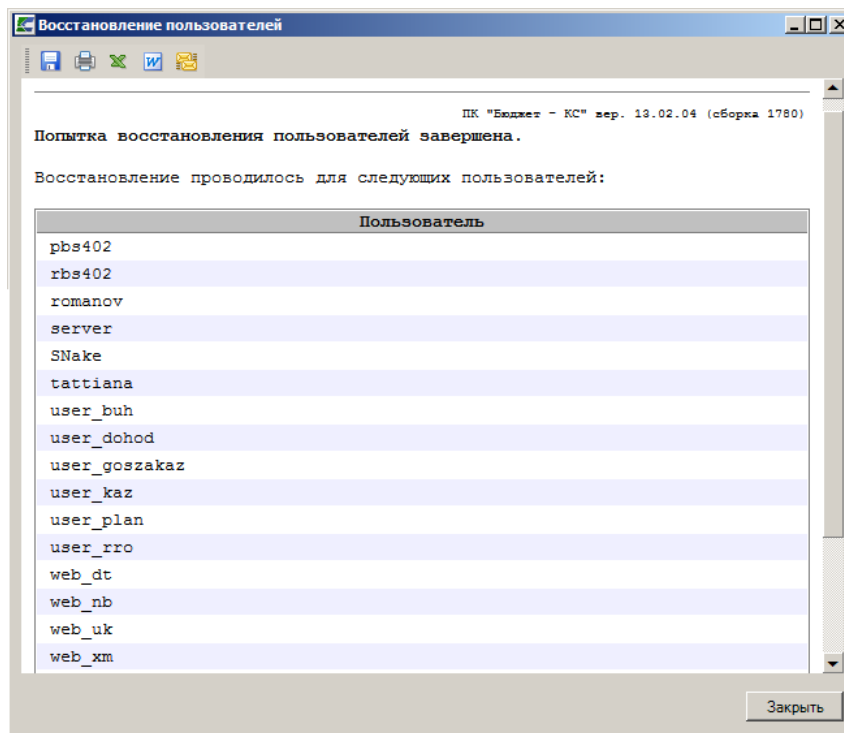 Восстановление пользователей
ПК "Бюджет - КС" вер. 13.02.04 (сборка 1780)
Попытка восстановления пользователей завершена.
Восстановление проводилось для следующих пользователей:
Пользователь
pbs402
rbs402
romanov
server
SNake
tattiana
user_buh
user_dohod
user_goszakaz
user_kaz
user_plan
user_rro
web_dt
web_nb
web_uk
web_xm
Закрыть